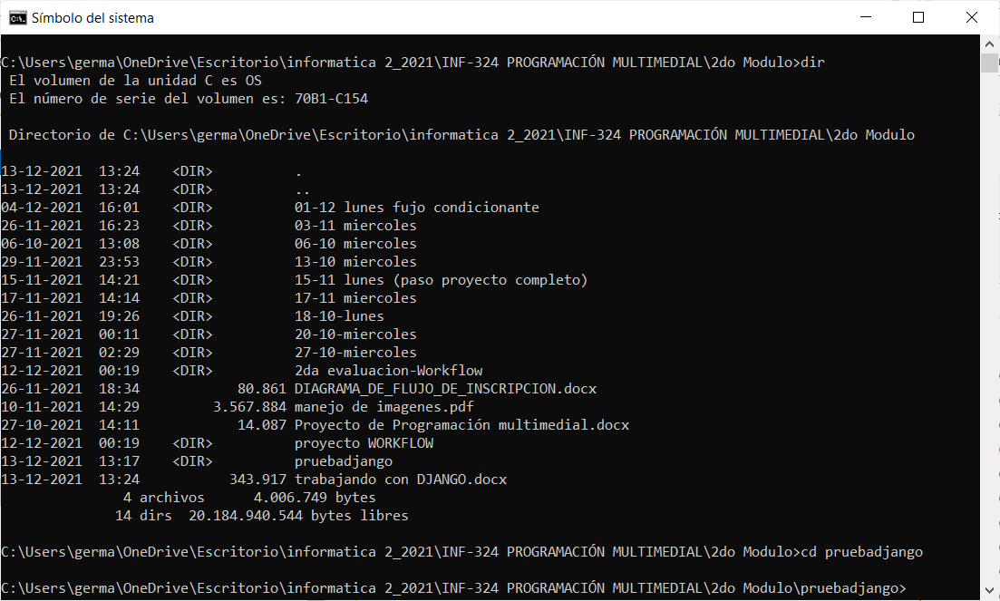 Símbolo del sistema
C:\Users\germa\OneDrive\Escritorio\informatica 2_2021\INF-324 PROGRAMACIÓN MULTIMEDIAL\2do Modulo>dir
 El volumen de la unidad C es OS
 El número de serie del volumen es: 70B1-C154
 Directorio de C:\Users\germa\OneDrive\Escritorio\informatica 2_2021\INF-324 PROGRAMACIÓN MULTIMEDIAL\2do Modulo
13-12-2021  13:24    <DIR>          .
13-12-2021  13:24    <DIR>          ..
04-12-2021  16:01    <DIR>          01-12 lunes fujo condicionante
26-11-2021  16:23    <DIR>          03-11 miercoles
06-10-2021  13:08    <DIR>          06-10 miercoles
29-11-2021  23:53    <DIR>          13-10 miercoles
15-11-2021  14:21    <DIR>          15-11 lunes (paso proyecto completo)
17-11-2021  14:14    <DIR>          17-11 miercoles
26-11-2021  19:26    <DIR>          18-10-lunes
27-11-2021  00:11    <DIR>          20-10-miercoles
27-11-2021  02:29    <DIR>          27-10-miercoles
12-12-2021  00:19    <DIR>          2da evaluacion-Workflow
26-11-2021  18:34            80.861 DIAGRAMA_DE_FLUJO_DE_INSCRIPCION.docx
10-11-2021  14:29         3.567.884 manejo de imagenes.pdf
27-10-2021  14:11            14.087 Proyecto de Programación multimedial.docx
12-12-2021  00:19    <DIR>          proyecto WORKFLOW
13-12-2021  13:17    <DIR>          pruebadjango
13-12-2021  13:24           343.917 trabajando con DJANGO.docx
               4 archivos      4.006.749 bytes
              14 dirs  20.184.940.544 bytes libres
C:\Users\germa\OneDrive\Escritorio\informatica 2_2021\INF-324 PROGRAMACIÓN MULTIMEDIAL\2do Modulo>cd pruebadjango
C:\Users\germa\OneDrive\Escritorio\informatica 2_2021\INF-324 PROGRAMACIÓN MULTIMEDIAL\2do Modulo\pruebadjango>